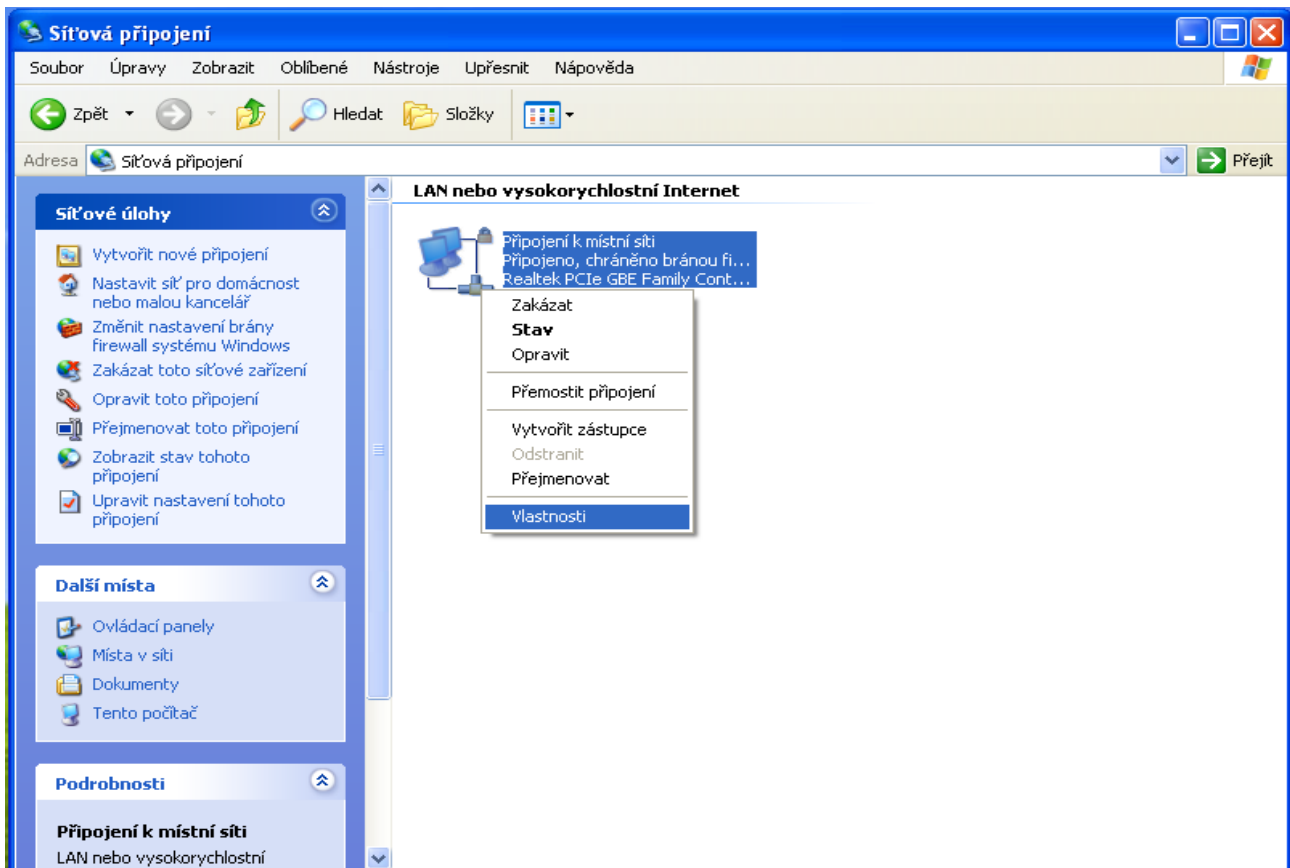 Síťová připojení
Soubor Úpravy Zobrazit Oblíbené Nástroje Upřesnit Nápověda
Zpět Hledat Složky
Adresa Síťová připojení Přejít
Síťové úlohy
Vytvořit nové připojení
Nastavit síť pro domácnost
nebo malou kancelář
Změnit nastavení brány
firewall systému Windows
Zakázat toto síťové zařízení
Opravit toto připojení
Přejmenovat toto připojení
Zobrazit stav tohoto
připojení
Upravit nastavení tohoto
připojení
Další místa
Ovládací panely
Místa v síti
Dokumenty
Tento počítač
Podrobnosti
Připojení k místní síti
LAN nebo vysokorychlostní
LAN nebo vysokorychlostní Internet
Připojení k místní síti
Připojeno, chráněno bránou fi...
Realtek PCIe GBE Family Cont...
Zakázat
Stav
Opravit
Přemostit připojení
Vytvořit zástupce
Odstranit
Přejmenovat
Vlastnosti